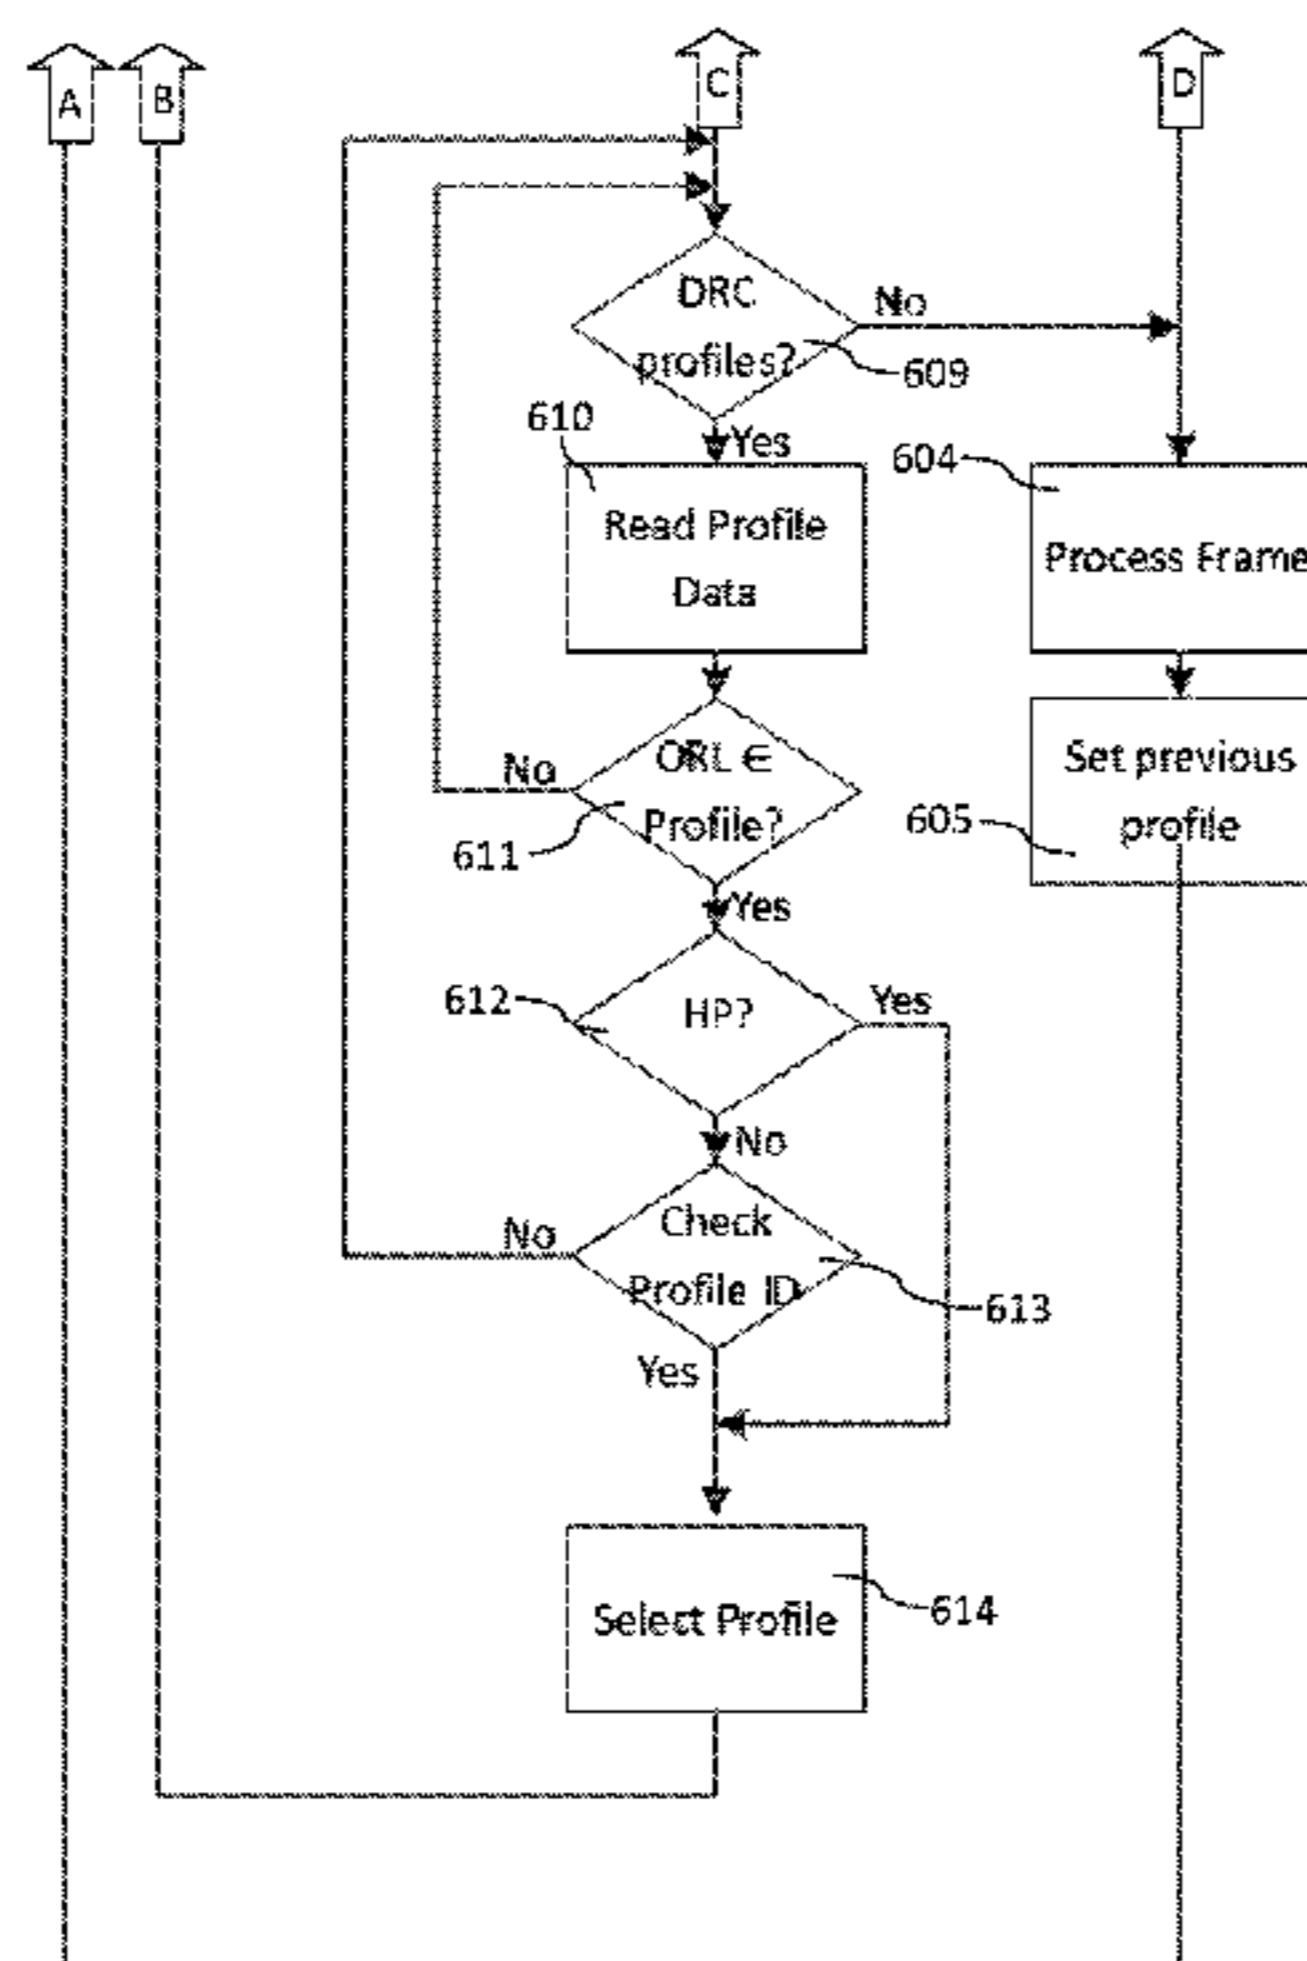 A
B
C
D
DRC
profiles?
No
609
610
Yes
604
Read Profile
Data
Process Frame
No
ORL ∈
Profile?
611
Set previous
profile
605
Yes
612
HP?
Yes
No
No
Check
Profile ID
613
Yes
Select Profile
614